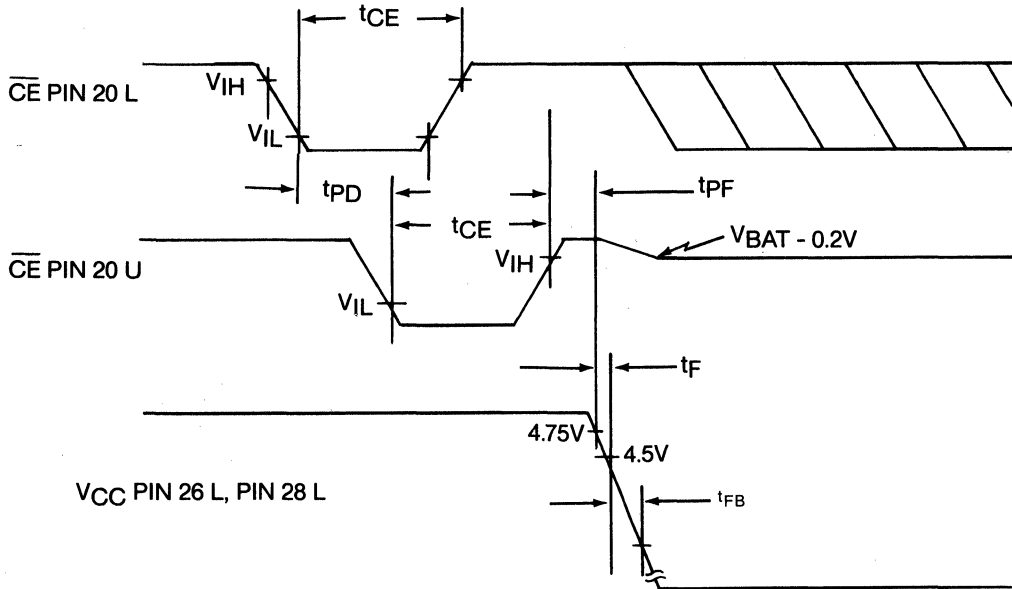 tCE
CE PIN 20 L
VIH
VIL
tPD
tPF
tCE
VBAT - 0.2V
CE PIN 20 U
VIH
VIL
tF
4.75V
4.5V
VCC PIN 26 L, PIN 28 L
tFB